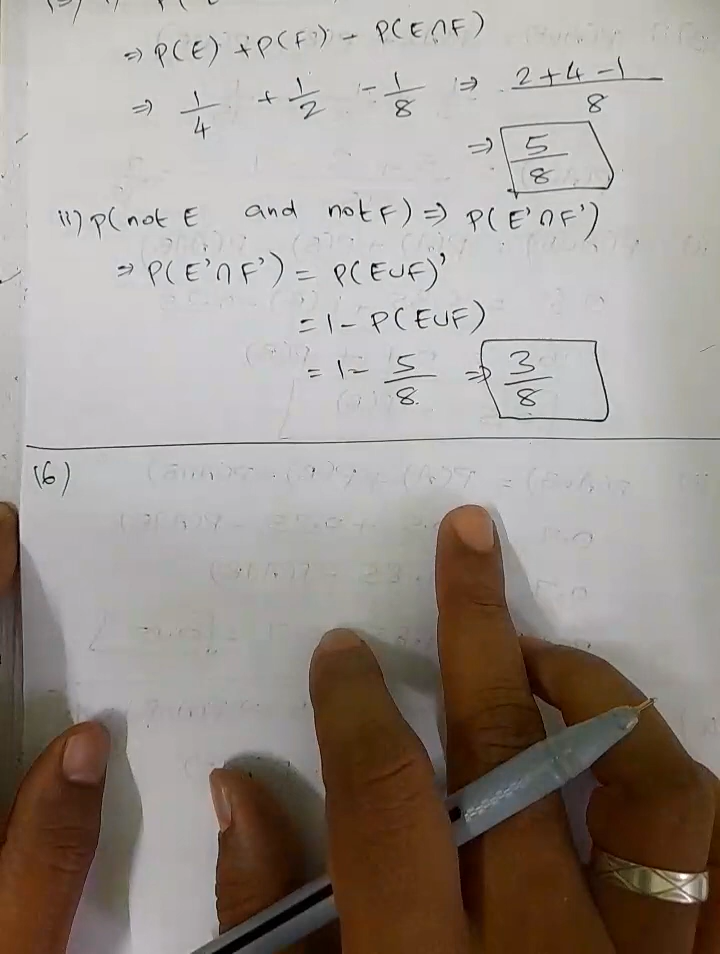 ⇒ P(E) + P(F) - P(E∩F)
⇒ 1/4 + 1/2 - 1/8 ⇒ 2+4-1/8
⇒ 5/8
ii) P(not E and not F) ⇒ P(E'∩F')
⇒ P(E'∩F') = P(E∪F)'
= 1 - P(E∪F)
= 1 - 5/8 ⇒ 3/8
(6)